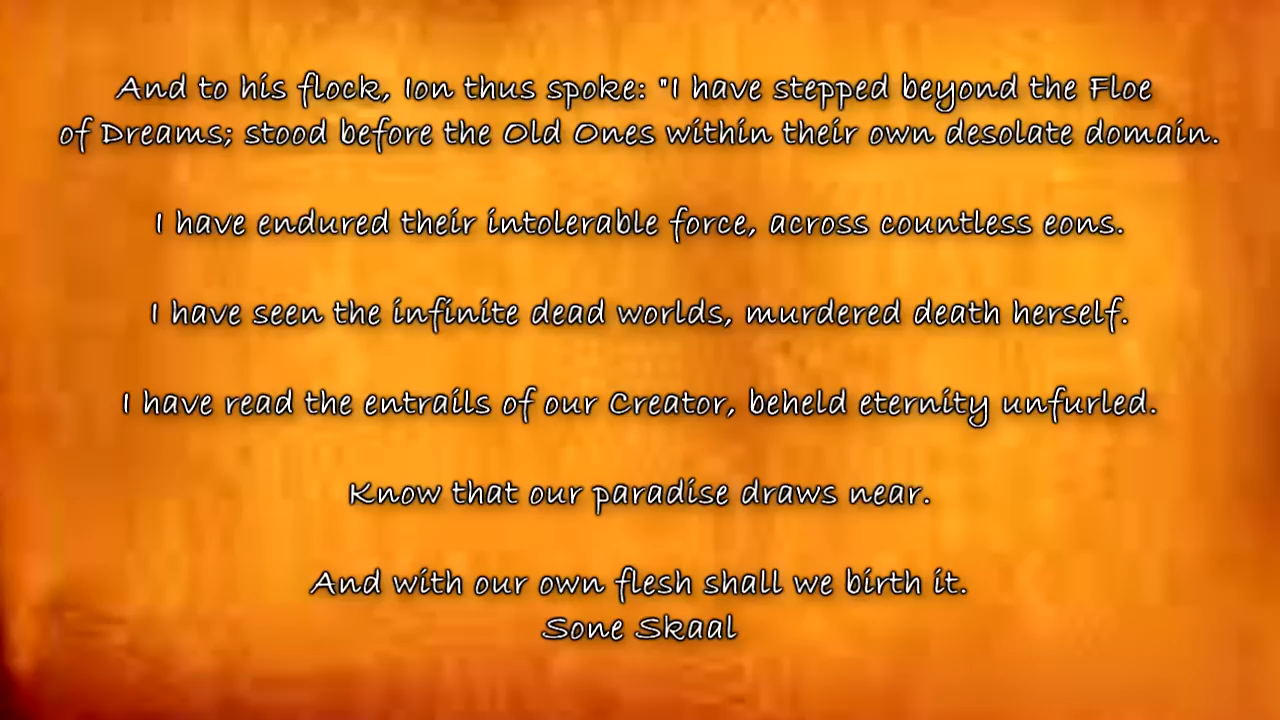 And to his flock, Ion thus spoke: "I have stepped beyond the Floe
of Dreams; stood before the Old Ones within their own desolate domain.
I have endured their intolerable force, across countless eons.
I have seen the infinite dead worlds, murdered death herself.
I have read the entrails of our Creator, beheld eternity unfurled.
Know that our paradise draws near.
And with our own flesh shall we birth it.
Sone Skaal